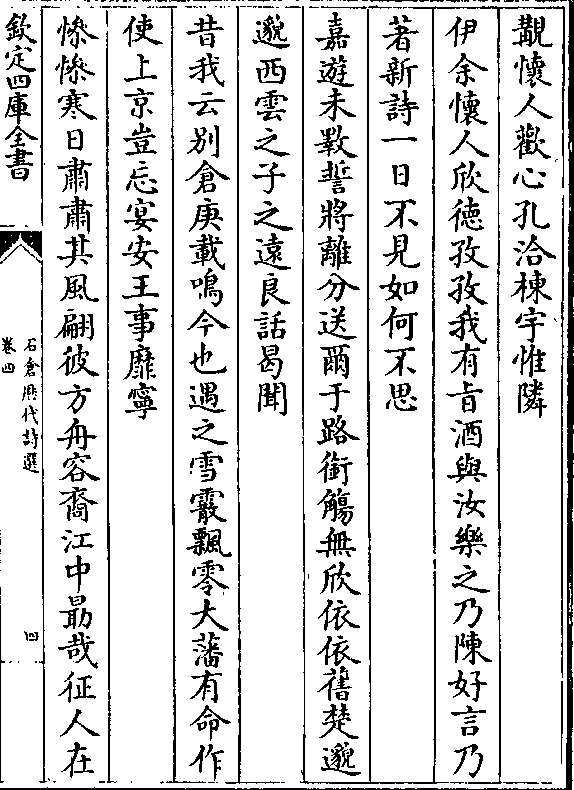 覯懷人歡心孔洽棟宇惟隣
伊余懷人欣徳孜孜我有旨酒與汝樂之乃陳好言乃
著新詩一日不見如何不思
嘉遊未斁誓將離分送爾于路銜觴無欣依依舊楚邈
邈西雲之子之遠良話曷聞
昔我云別倉庚載鳴今也遇之雪霰飄零大藩有命作
使上京豈忘宴安王事靡寧
慘慘寒日肅肅其風翩彼方舟容裔江中勗哉征人在
欽定四庫全書
石倉歴代詩選
卷四
四